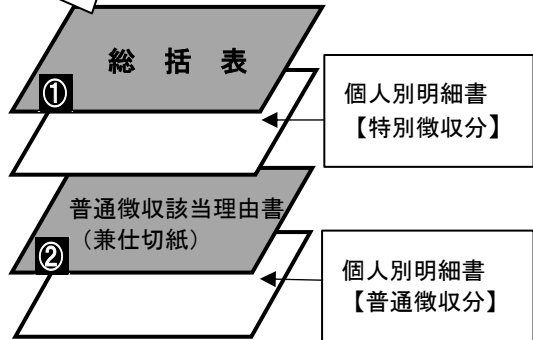 総 括 表
①
個人別明細書
【特別徴収分】
普通徴収該当理由書
（兼仕切紙）
②
個人別明細書
【普通徴収分】